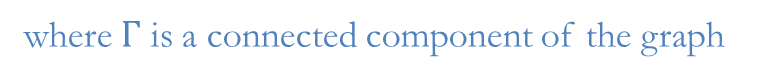 where Γ is a connected component of the graph